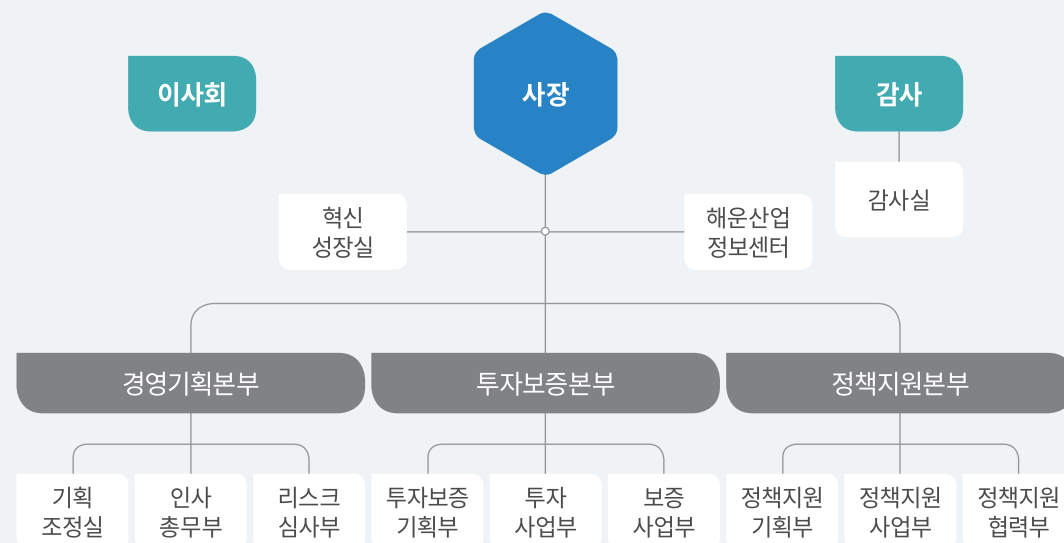 이사회
사장
감사
감사실
혁신
성장실
해운산업
정보센터
경영기획본부
투자보증본부
정책지원본부
기획
조정실
인사
총무부
리스크
심사부
투자보증
기획부
투자
사업부
보증
사업부
정책지원
기획부
정책지원
사업부
정책지원
협력부